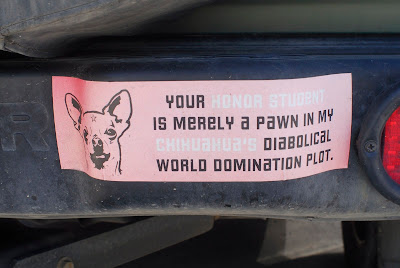 YOUR HONOR STUDENT
IS MERELY A PAWN IN MY
CHIHUAHUA'S DIABOLICAL
WORLD DOMINATION PLOT.